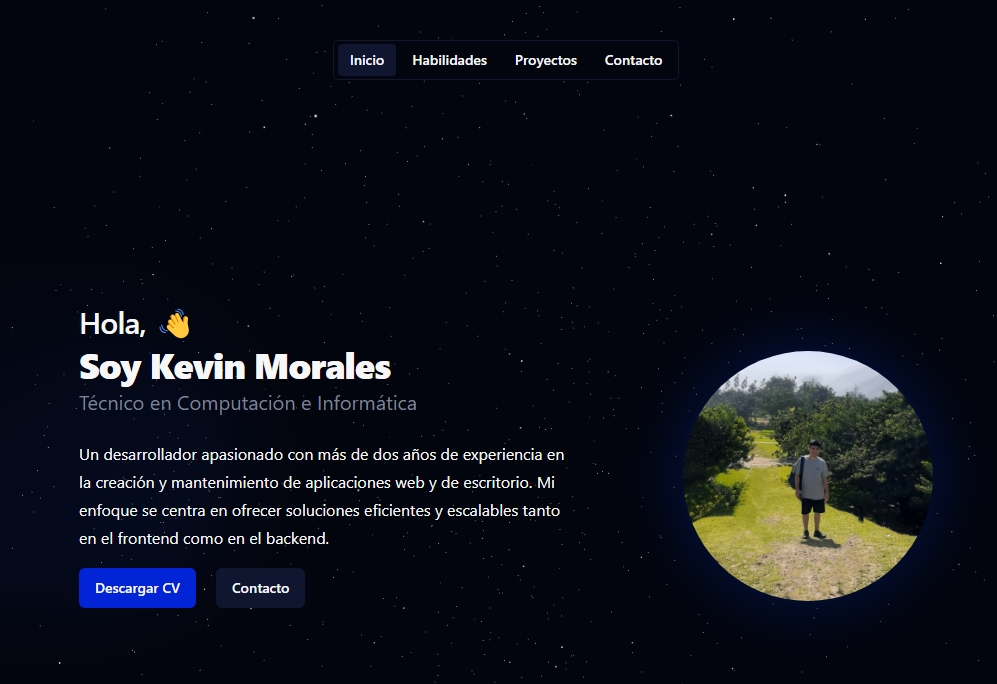 Inicio Habilidades Proyectos Contacto
Hola, 👋
Soy Kevin Morales
Técnico en Computación e Informática
Un desarrollador apasionado con más de dos años de experiencia en
la creación y mantenimiento de aplicaciones web y de escritorio. Mi
enfoque se centra en ofrecer soluciones eficientes y escalables tanto
en el frontend como en el backend.
Descargar CV Contacto